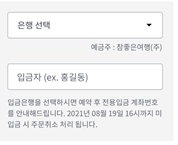 은행 선택
예금주 : 참좋은여행(주)
입금자 (ex. 홍길동)
입금은행을 선택하시면 예약 후 전용입금 계좌번호
를 안내해드립니다. 2021년 08월 19일 16시까지 미
입금 시 주문취소 처리 됩니다.